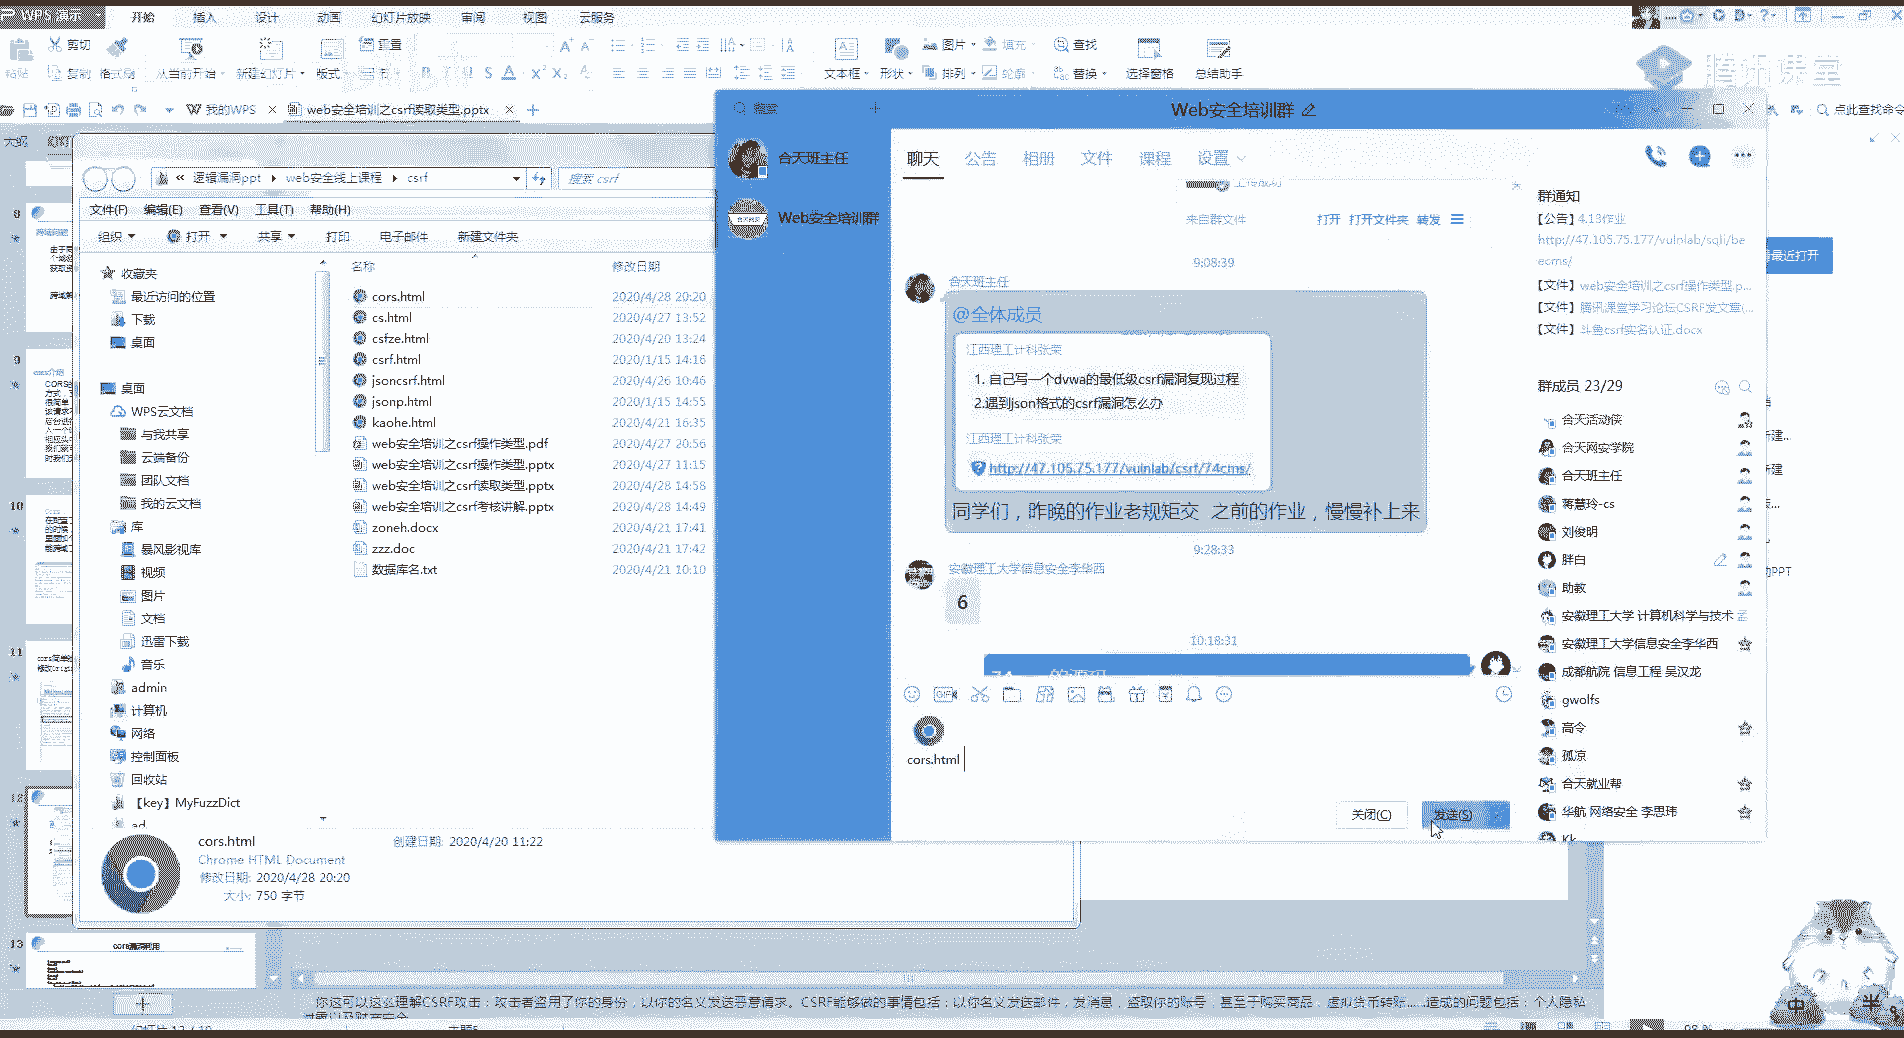 WPS 演示
开始 插入 设计 动画 幻灯片放映 审阅 视图 云服务
剪切
复制 格式刷
从当前开始 新建幻灯片 版式
重置
文本框 形状 图片 填充 查找
排列 轮廓 替换 选择窗格 总结助手
腾讯课堂
我的WPS
web安全培训之csrf读取类型.pptx
点此查找命令
逻辑漏洞ppt web安全线上课程 csrf
搜索 csrf
文件(F) 编辑(E) 查看(V) 工具(T) 帮助(H)
组织 打开 共享 打印 电子邮件 新建文件夹
收藏夹
最近访问的位置
下载
桌面
桌面
WPS云文档
与我共享
云端备份
团队文档
我的云文档
库
暴风影视库
视频
图片
文档
迅雷下载
音乐
admin
计算机
网络
控制面板
回收站
【key】MyFuzzDict
名称 修改日期
cors.html 2020/4/28 20:20
cs.html 2020/4/27 13:52
csfze.html 2020/4/20 13:24
csrf.html 2020/1/15 14:16
jsoncsrf.html 2020/4/26 10:46
jsonp.html 2020/1/15 14:55
kaohe.html 2020/4/21 16:35
web安全培训之csrf操作类型.pdf 2020/4/27 20:56
web安全培训之csrf操作类型.pptx 2020/4/27 11:15
web安全培训之csrf读取类型.pptx 2020/4/28 14:58
web安全培训之csrf考核讲解.pptx 2020/4/28 14:49
zoneh.docx 2020/4/21 17:41
zzz.doc 2020/4/21 17:42
数据库名.txt 2020/4/21 10:10
cors.html 创建日期: 2020/4/20 11:22
Chrome HTML Document
修改日期: 2020/4/28 20:20
大小: 750 字节
搜索
合天班主任
Web安全培训群
Web安全培训群
聊天 公告 相册 文件 课程 设置
来自群文件 打开 打开文件夹 转发
9:08:39
合天班主任
@全体成员
江西理工计科张荣
1. 自己写一个dvwa的最低级csrf漏洞复现过程
2.遇到json格式的csrf漏洞怎么办
江西理工计科张荣
http://47.105.75.177/vulnlab/csrf/74cms/
同学们，昨晚的作业老规矩交 之前的作业，慢慢补上来
9:28:33
安徽理工大学信息安全李华西
6
10:18:31
cors.html
关闭(C) 发送(S)
群通知
【公告】4.13作业
http://47.105.75.177/vulnlab/sqli/be
ecms/
【文件】web安全培训之csrf操作类型.p...
【文件】腾讯课堂学习论坛CSRF发文章(...
【文件】斗鱼csrf实名认证.docx
群成员 23/29
合天活动侠
合天网安学院
合天班主任
蒋慧玲-cs
刘俊明
胖白
助教
安徽理工大学 计算机科学与技术
安徽理工大学信息安全李华西
成都航院 信息工程 吴汉龙
gwolfs
高令
孤凉
合天就业帮
华航 网络安全 李思玮
Kk
最近打开
8
9
10
11
12
13
cors漏洞利用
你这可以这么理解CSRF攻击：攻击者盗用了你的身份，以你的名义发送恶意请求。CSRF能够做的事情包括：以你名义发送邮件，发消息，盗取你的账号，甚至于购买商品，虚拟货币转账......造成的问题包括：个人隐私
中 半